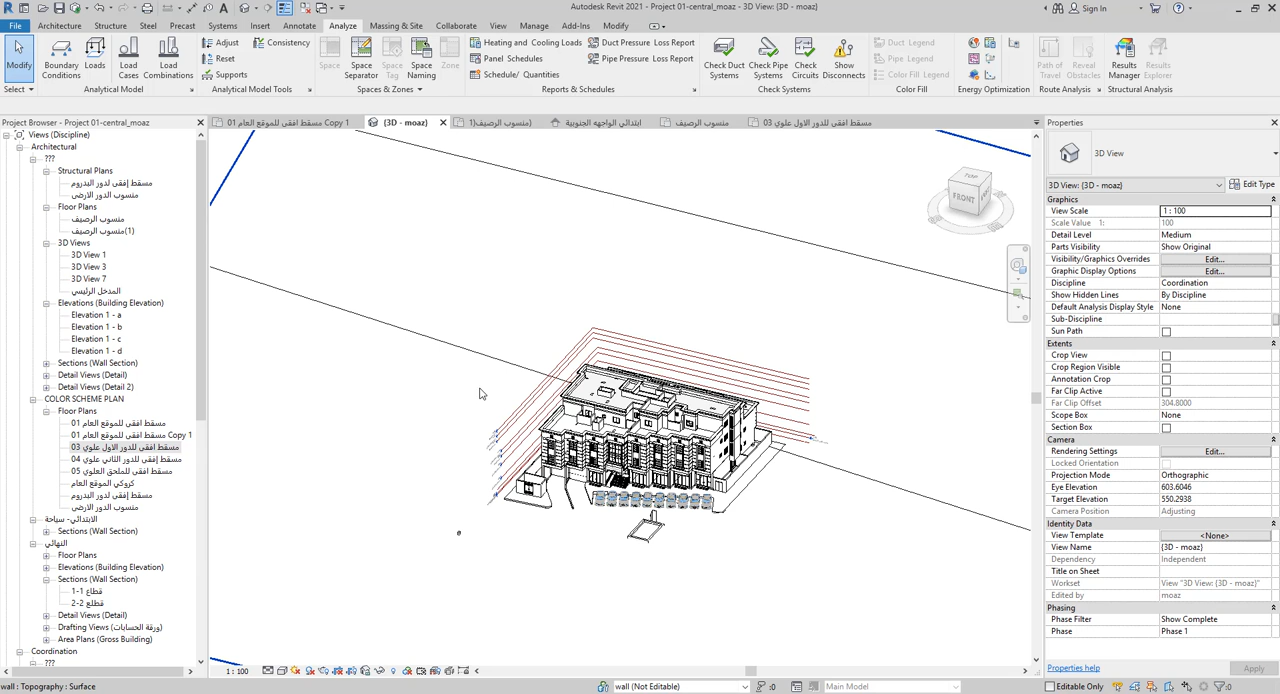 Autodesk Revit 2021 - Project 01-central_moaz - 3D View: {3D - moaz}
Sign In
File
Architecture
Structure
Steel
Precast
Systems
Insert
Annotate
Analyze
Massing & Site
Collaborate
View
Manage
Add-Ins
Modify
Modify
Select
Boundary Conditions
Loads
Load Cases
Load Combinations
Analytical Model
Adjust
Reset
Supports
Consistency
Analytical Model Tools
Space
Space Separator
Space Tag
Space Naming
Zone
Spaces & Zones
Heating and Cooling Loads
Panel Schedules
Schedule/ Quantities
Duct Pressure Loss Report
Pipe Pressure Loss Report
Reports & Schedules
Check Duct Systems
Check Pipe Systems
Check Circuits
Show Disconnects
Check Systems
Duct Legend
Pipe Legend
Color Fill Legend
Color Fill
Energy Optimization
Path of Travel
Reveal Obstacles
Route Analysis
Results Manager
Results Explorer
Structural Analysis
Project Browser - Project 01-central_moaz
Views (Discipline)
Architectural
???
Structural Plans
مسقط إفقى لدور البدروم
منسوب الدور الارضى
Floor Plans
منسوب الرصيف
منسوب الرصيف(1)
3D Views
3D View 1
3D View 3
3D View 7
المدخل الرئيسي
Elevations (Building Elevation)
Elevation 1 - a
Elevation 1 - b
Elevation 1 - c
Elevation 1 - d
Sections (Wall Section)
Detail Views (Detail)
Detail Views (Detail 2)
COLOR SCHEME PLAN
Floor Plans
01 مسقط افقى للموقع العام
01 مسقط افقى للموقع العام Copy 1
03 مسقط افقى للدور الاول علوي
04 مسقط إفقى للدور الثاني علوي
05 مسقط افقى للملحق العلوي
كروكي الموقع العام
مسقط إفقى لدور البدروم
منسوب الدور الارضى
الابتدائي- سياحة
Sections (Wall Section)
النهائي
Floor Plans
Elevations (Building Elevation)
Sections (Wall Section)
قطاع 1-1
قطلع 2-2
Detail Views (Detail)
Drafting Views (ورقة الحسابات)
Area Plans (Gross Building)
Coordination
???
01 مسقط افقى للموقع العام Copy 1
{3D - moaz}
منسوب الرصيف(1)
ابتدائي الواجهه الجنوبية
منسوب الرصيف
03 مسقط افقى للدور الاول علوي
TOP
FRONT
Properties
3D View
3D View: {3D - moaz}
Edit Type
Graphics
View Scale 1 : 100
Scale Value 1: 100
Detail Level Medium
Parts Visibility Show Original
Visibility/Graphics Overrides Edit...
Graphic Display Options Edit...
Discipline Coordination
Show Hidden Lines By Discipline
Default Analysis Display Style None
Sub-Discipline
Sun Path
Extents
Crop View
Crop Region Visible
Annotation Crop
Far Clip Active
Far Clip Offset 304.8000
Scope Box None
Section Box
Camera
Rendering Settings Edit...
Locked Orientation
Projection Mode Orthographic
Eye Elevation 603.6046
Target Elevation 550.2938
Camera Position Adjusting
Identity Data
View Template <None>
View Name {3D - moaz}
Dependency Independent
Title on Sheet
Workset View "3D View: {3D - moaz}"
Edited by moaz
Phasing
Phase Filter Show Complete
Phase Phase 1
Properties help
Apply
1 : 100
wall : Topography : Surface
wall (Not Editable)
:0
Main Model
Editable Only
:0